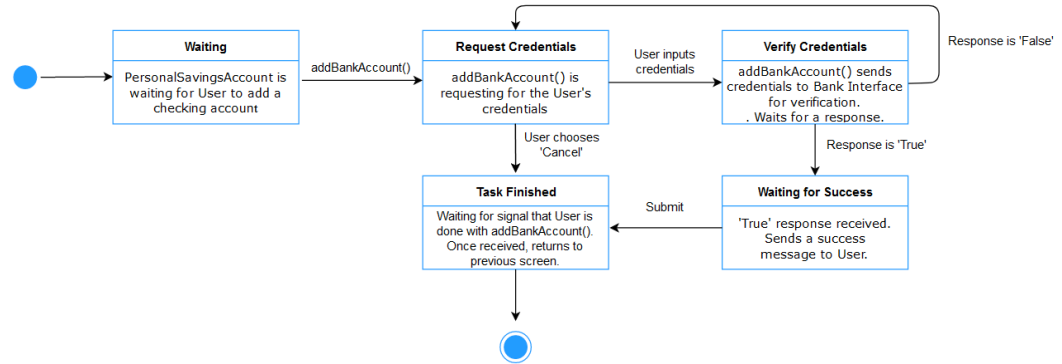 Waiting
PersonalSavingsAccount is
waiting for User to add a
checking account
addBankAccount()
Request Credentials
addBankAccount() is
requesting for the User's
credentials
User inputs
credentials
Verify Credentials
addBankAccount() sends
credentials to Bank Interface
for verification.
. Waits for a response.
Response is 'False'
User chooses
'Cancel'
Response is 'True'
Task Finished
Waiting for signal that User is
done with addBankAccount().
Once received, returns to
previous screen.
Submit
Waiting for Success
'True' response received.
Sends a success
message to User.